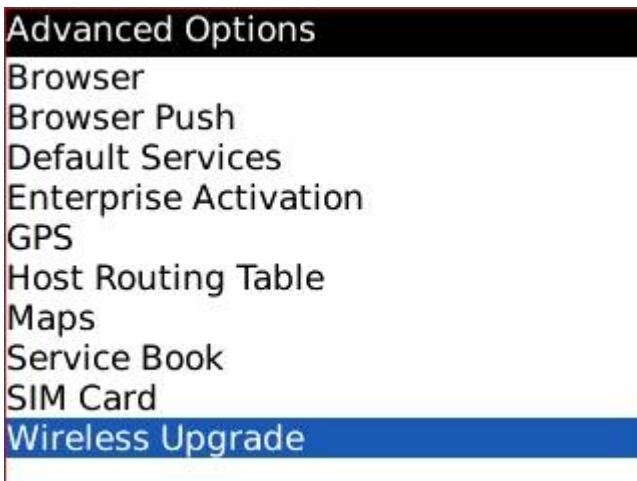 Advanced Options
Browser
Browser Push
Default Services
Enterprise Activation
GPS
Host Routing Table
Maps
Service Book
SIM Card
Wireless Upgrade